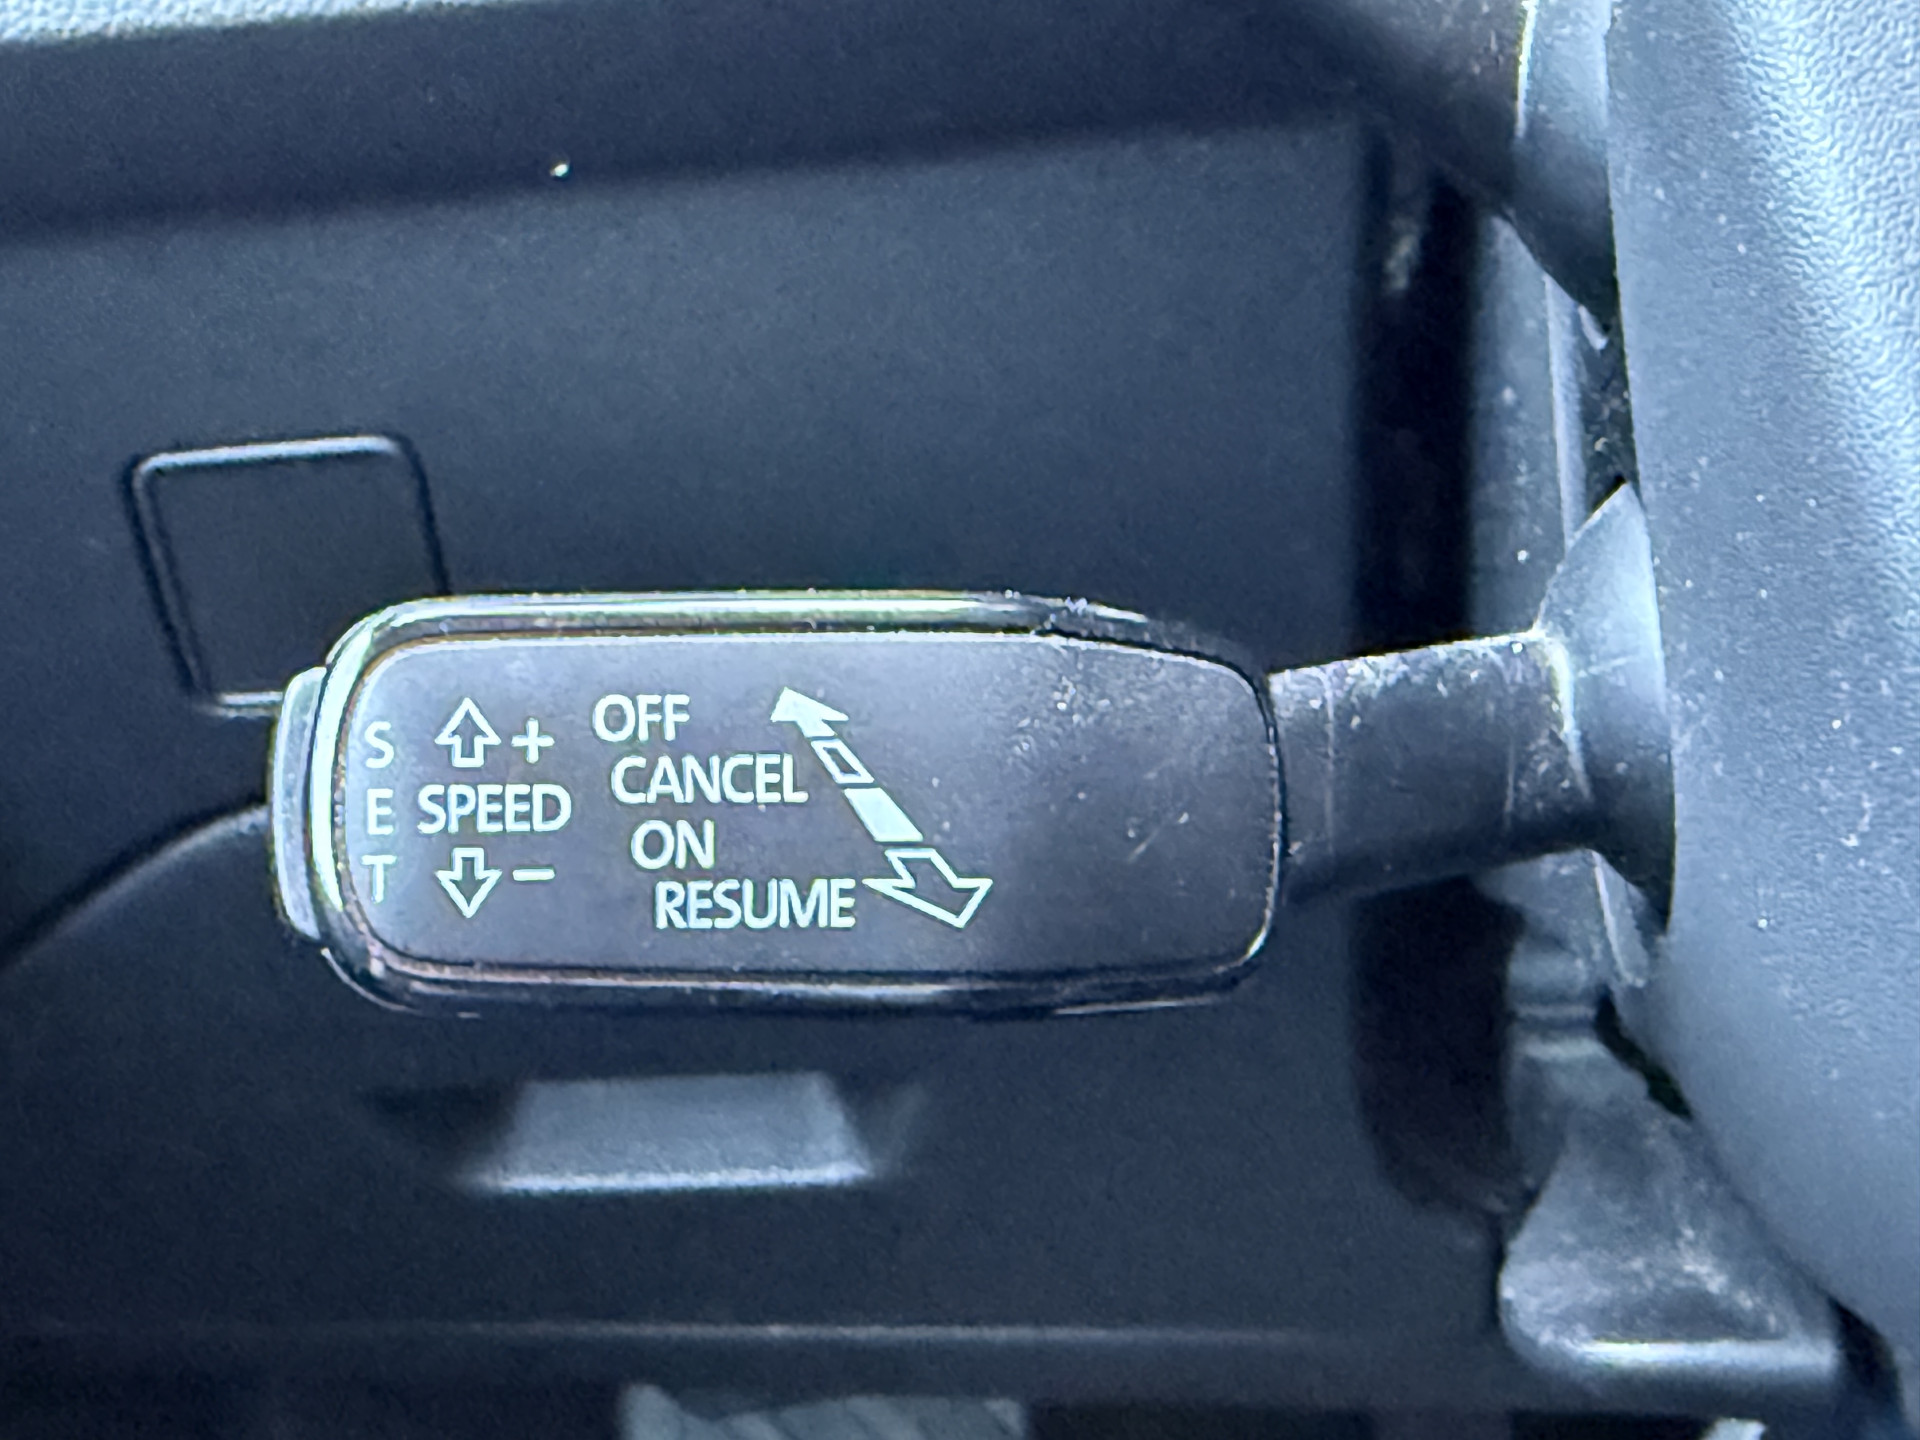 SET
+
SPEED
−
OFF
CANCEL
ON
RESUME